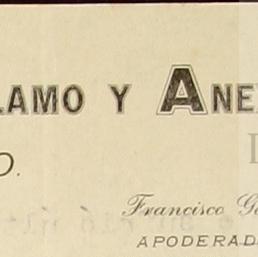 LAMO Y ANE
O.
Francisco G
APODERAD